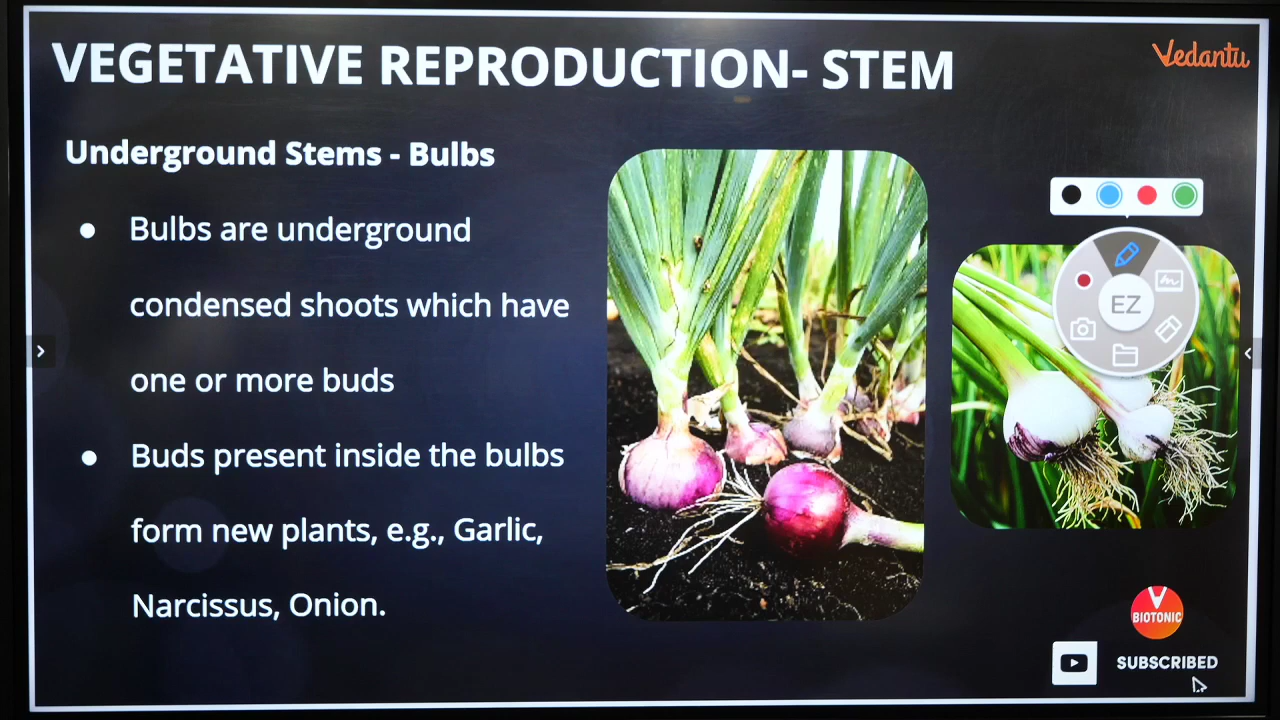 VEGETATIVE REPRODUCTION- STEM
Vedantu
Underground Stems - Bulbs
● Bulbs are underground
condensed shoots which have
one or more buds
● Buds present inside the bulbs
form new plants, e.g., Garlic,
Narcissus, Onion.
EZ
V
BIOTONIC
SUBSCRIBED